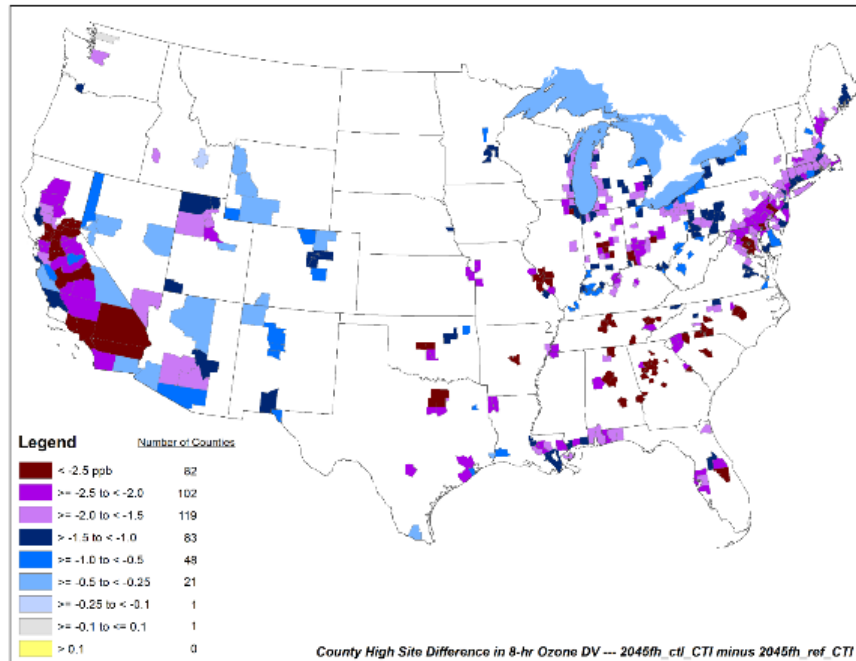 Legend Number of Counties
< -2.5 ppb 82
>= -2.5 to < -2.0 102
>= -2.0 to < -1.5 119
> -1.5 to < -1.0 83
>= -1.0 to < -0.5 48
>= -0.5 to < -0.25 21
>= -0.25 to < -0.1 1
>= -0.1 to <= 0.1 1
> 0.1 0
County High Site Difference in 8-hr Ozone DV --- 2045fh_ctl_CTI minus 2045fh_ref_CTI